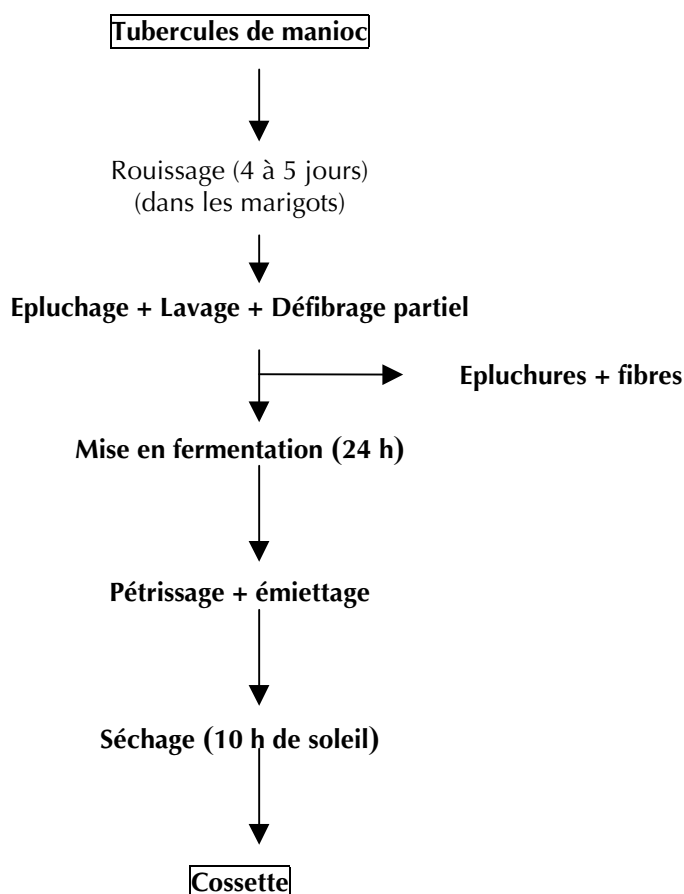 Tubercules de manioc
Rouissage (4 à 5 jours)
(dans les marigots)
Epluchage + Lavage + Défibrage partiel
Epluchures + fibres
Mise en fermentation (24 h)
Pétrissage + émiettage
Séchage (10 h de soleil)
Cossette